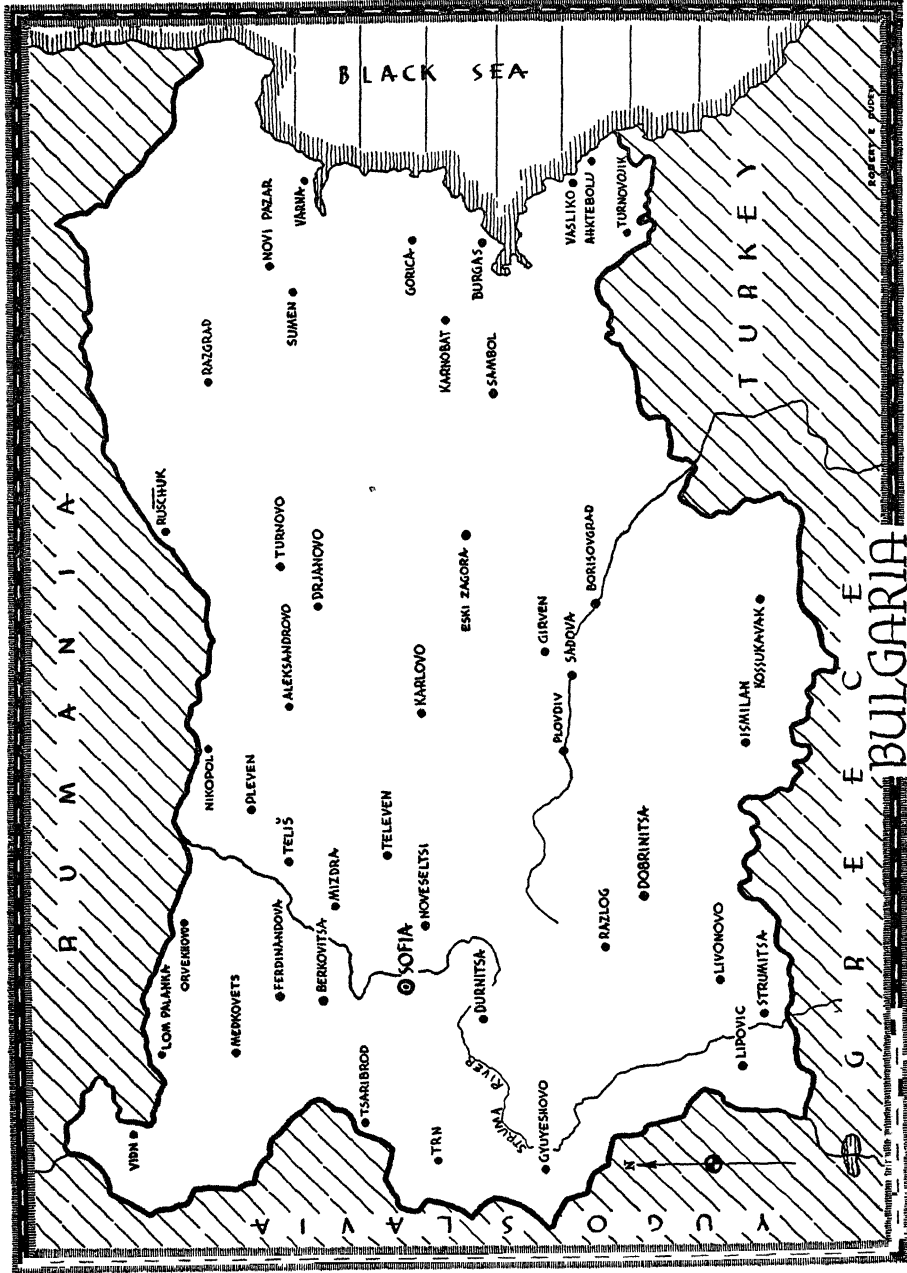 BLACK SEA
RUMANIA
YUGOSLAVIA
GREECE
TURKEY
BULGARIA
NOVI PAZAR
VARNA
RAZGRAD
SUMEN
GORICA
BURGAS
KARNOBAT
SAMBOL
VASLIKO
AHKTEBOLU
TURNOVOJIK
RUSCHUK
TURNOVO
DRJANOVO
ALEKSANDROVO
ESKI ZAGORA
KARLOVO
GIRVEN
SADOVA
BORISOVGRAD
PLOVDIV
ISMILAN
KOSSUKAVAK
NIKOPOL
PLEVEN
TELIŠ
TELEVEN
MIZDRA
NOVESELTSI
FERDINANDOVA
BERKOVITSA
SOFIA
ORVEKHOVO
LOM PALANKA
MEDKOVETS
TSARIBROD
VIDN
TRN
DURNITSA
STRUMA RIVER
GYUYESHOVO
RAZLOG
DOBRINITSA
LIVONOVO
STRUMITSA
LIPOVIC
N
ROBERT E DUDEN